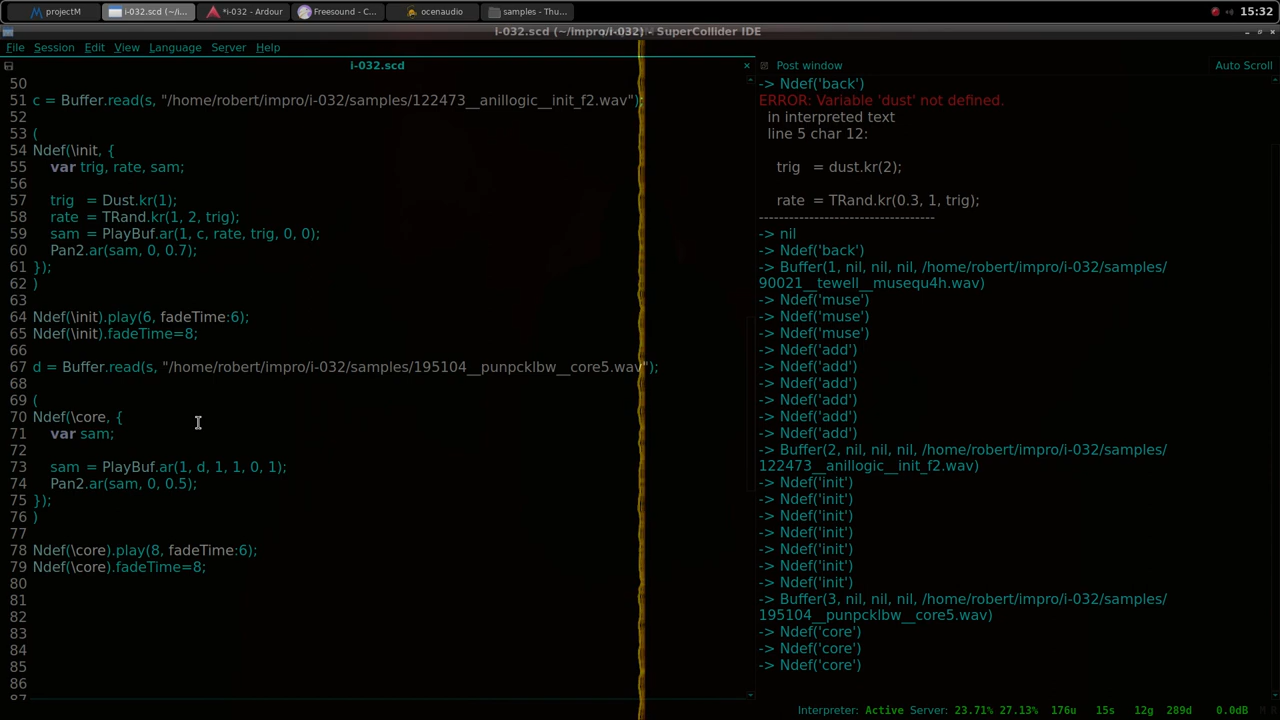 projectM
i-032.scd (~/i...
*i-032 - Ardour
Freesound - C...
ocenaudio
samples - Thu...
15:32
i-032.scd (~/impro/i-032) - SuperCollider IDE
File Session Edit View Language Server Help
i-032.scd
50
51 c = Buffer.read(s, "/home/robert/impro/i-032/samples/122473__anillogic__init_f2.wav");
52
53 (
54 Ndef(\init, {
55 var trig, rate, sam;
56
57 trig = Dust.kr(1);
58 rate = TRand.kr(1, 2, trig);
59 sam = PlayBuf.ar(1, c, rate, trig, 0, 0);
60 Pan2.ar(sam, 0, 0.7);
61 });
62 )
63
64 Ndef(\init).play(6, fadeTime:6);
65 Ndef(\init).fadeTime=8;
66
67 d = Buffer.read(s, "/home/robert/impro/i-032/samples/195104__punpcklbw__core5.wav");
68
69 (
70 Ndef(\core, {
71 var sam;
72
73 sam = PlayBuf.ar(1, d, 1, 1, 0, 1);
74 Pan2.ar(sam, 0, 0.5);
75 });
76 )
77
78 Ndef(\core).play(8, fadeTime:6);
79 Ndef(\core).fadeTime=8;
80
81
82
83
84
85
86
87
Post window
Auto Scroll
-> Ndef('back')
ERROR: Variable 'dust' not defined.
in interpreted text
line 5 char 12:
trig = dust.kr(2);
rate = TRand.kr(0.3, 1, trig);
-----------------------------------
-> nil
-> Ndef('back')
-> Buffer(1, nil, nil, nil, /home/robert/impro/i-032/samples/
90021__tewell__musequ4h.wav)
-> Ndef('muse')
-> Ndef('muse')
-> Ndef('muse')
-> Ndef('add')
-> Ndef('add')
-> Ndef('add')
-> Ndef('add')
-> Ndef('add')
-> Ndef('add')
-> Buffer(2, nil, nil, nil, /home/robert/impro/i-032/samples/
122473__anillogic__init_f2.wav)
-> Ndef('init')
-> Ndef('init')
-> Ndef('init')
-> Ndef('init')
-> Ndef('init')
-> Ndef('init')
-> Ndef('init')
-> Buffer(3, nil, nil, nil, /home/robert/impro/i-032/samples/
195104__punpcklbw__core5.wav)
-> Ndef('core')
-> Ndef('core')
-> Ndef('core')
Interpreter: Active Server: 23.71% 27.13% 176u 15s 12g 289d 0.0dB